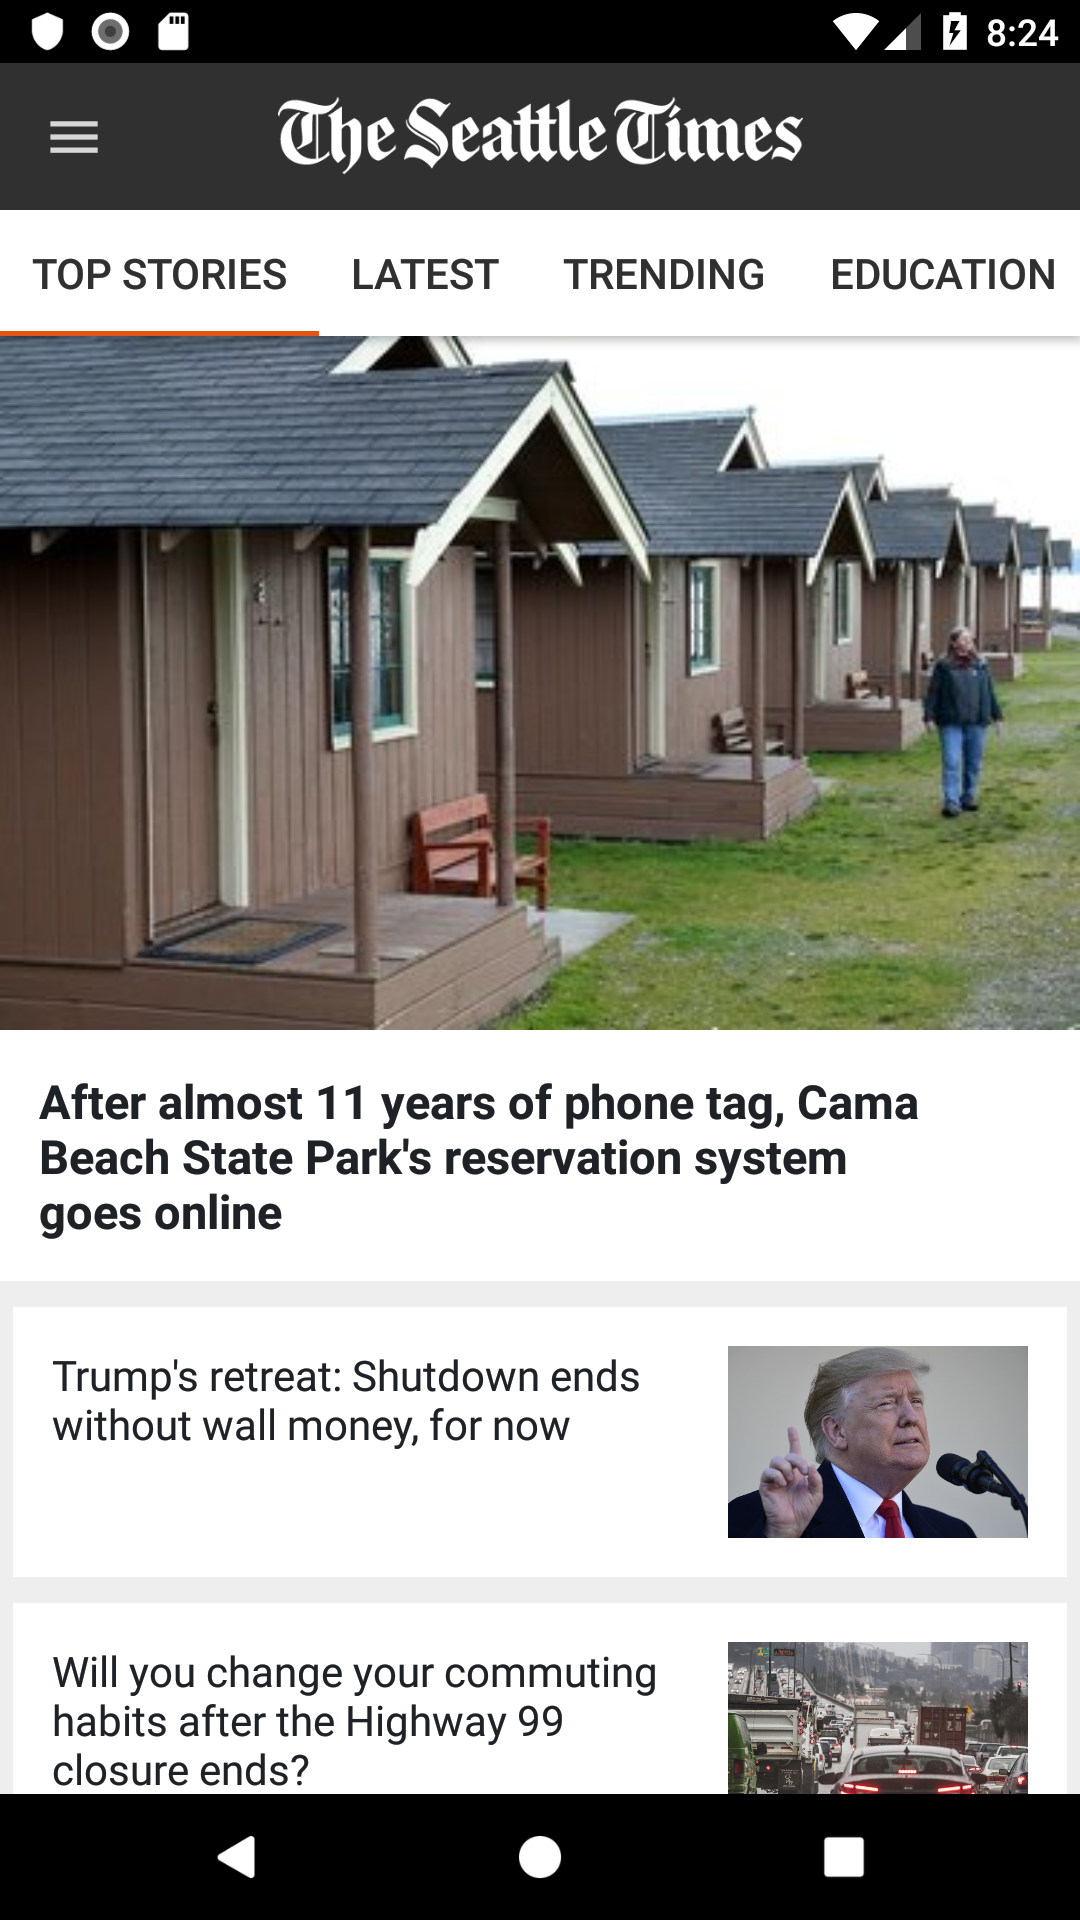 8:24
The Seattle Times
TOP STORIES LATEST TRENDING EDUCATION
After almost 11 years of phone tag, Cama
Beach State Park's reservation system
goes online
Trump's retreat: Shutdown ends
without wall money, for now
Will you change your commuting
habits after the Highway 99
closure ends?